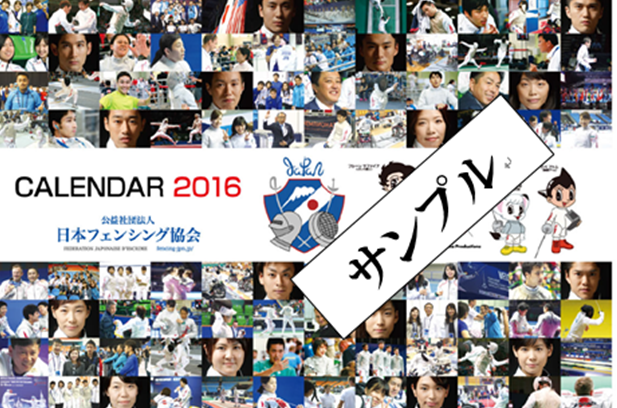 JAPAN
CALENDAR 2016
公益社団法人
日本フェンシング協会
FEDERATION JAPONAISE D'ESCRIME fencing-jpn.jp/
サンプル
Productions